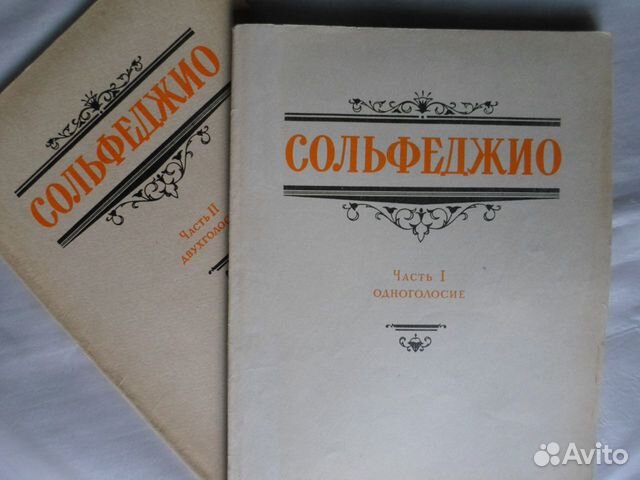 СОЛЬФЕДЖИО
Часть II
СОЛЬФЕДЖИО
Часть I
одноголосие
Avito